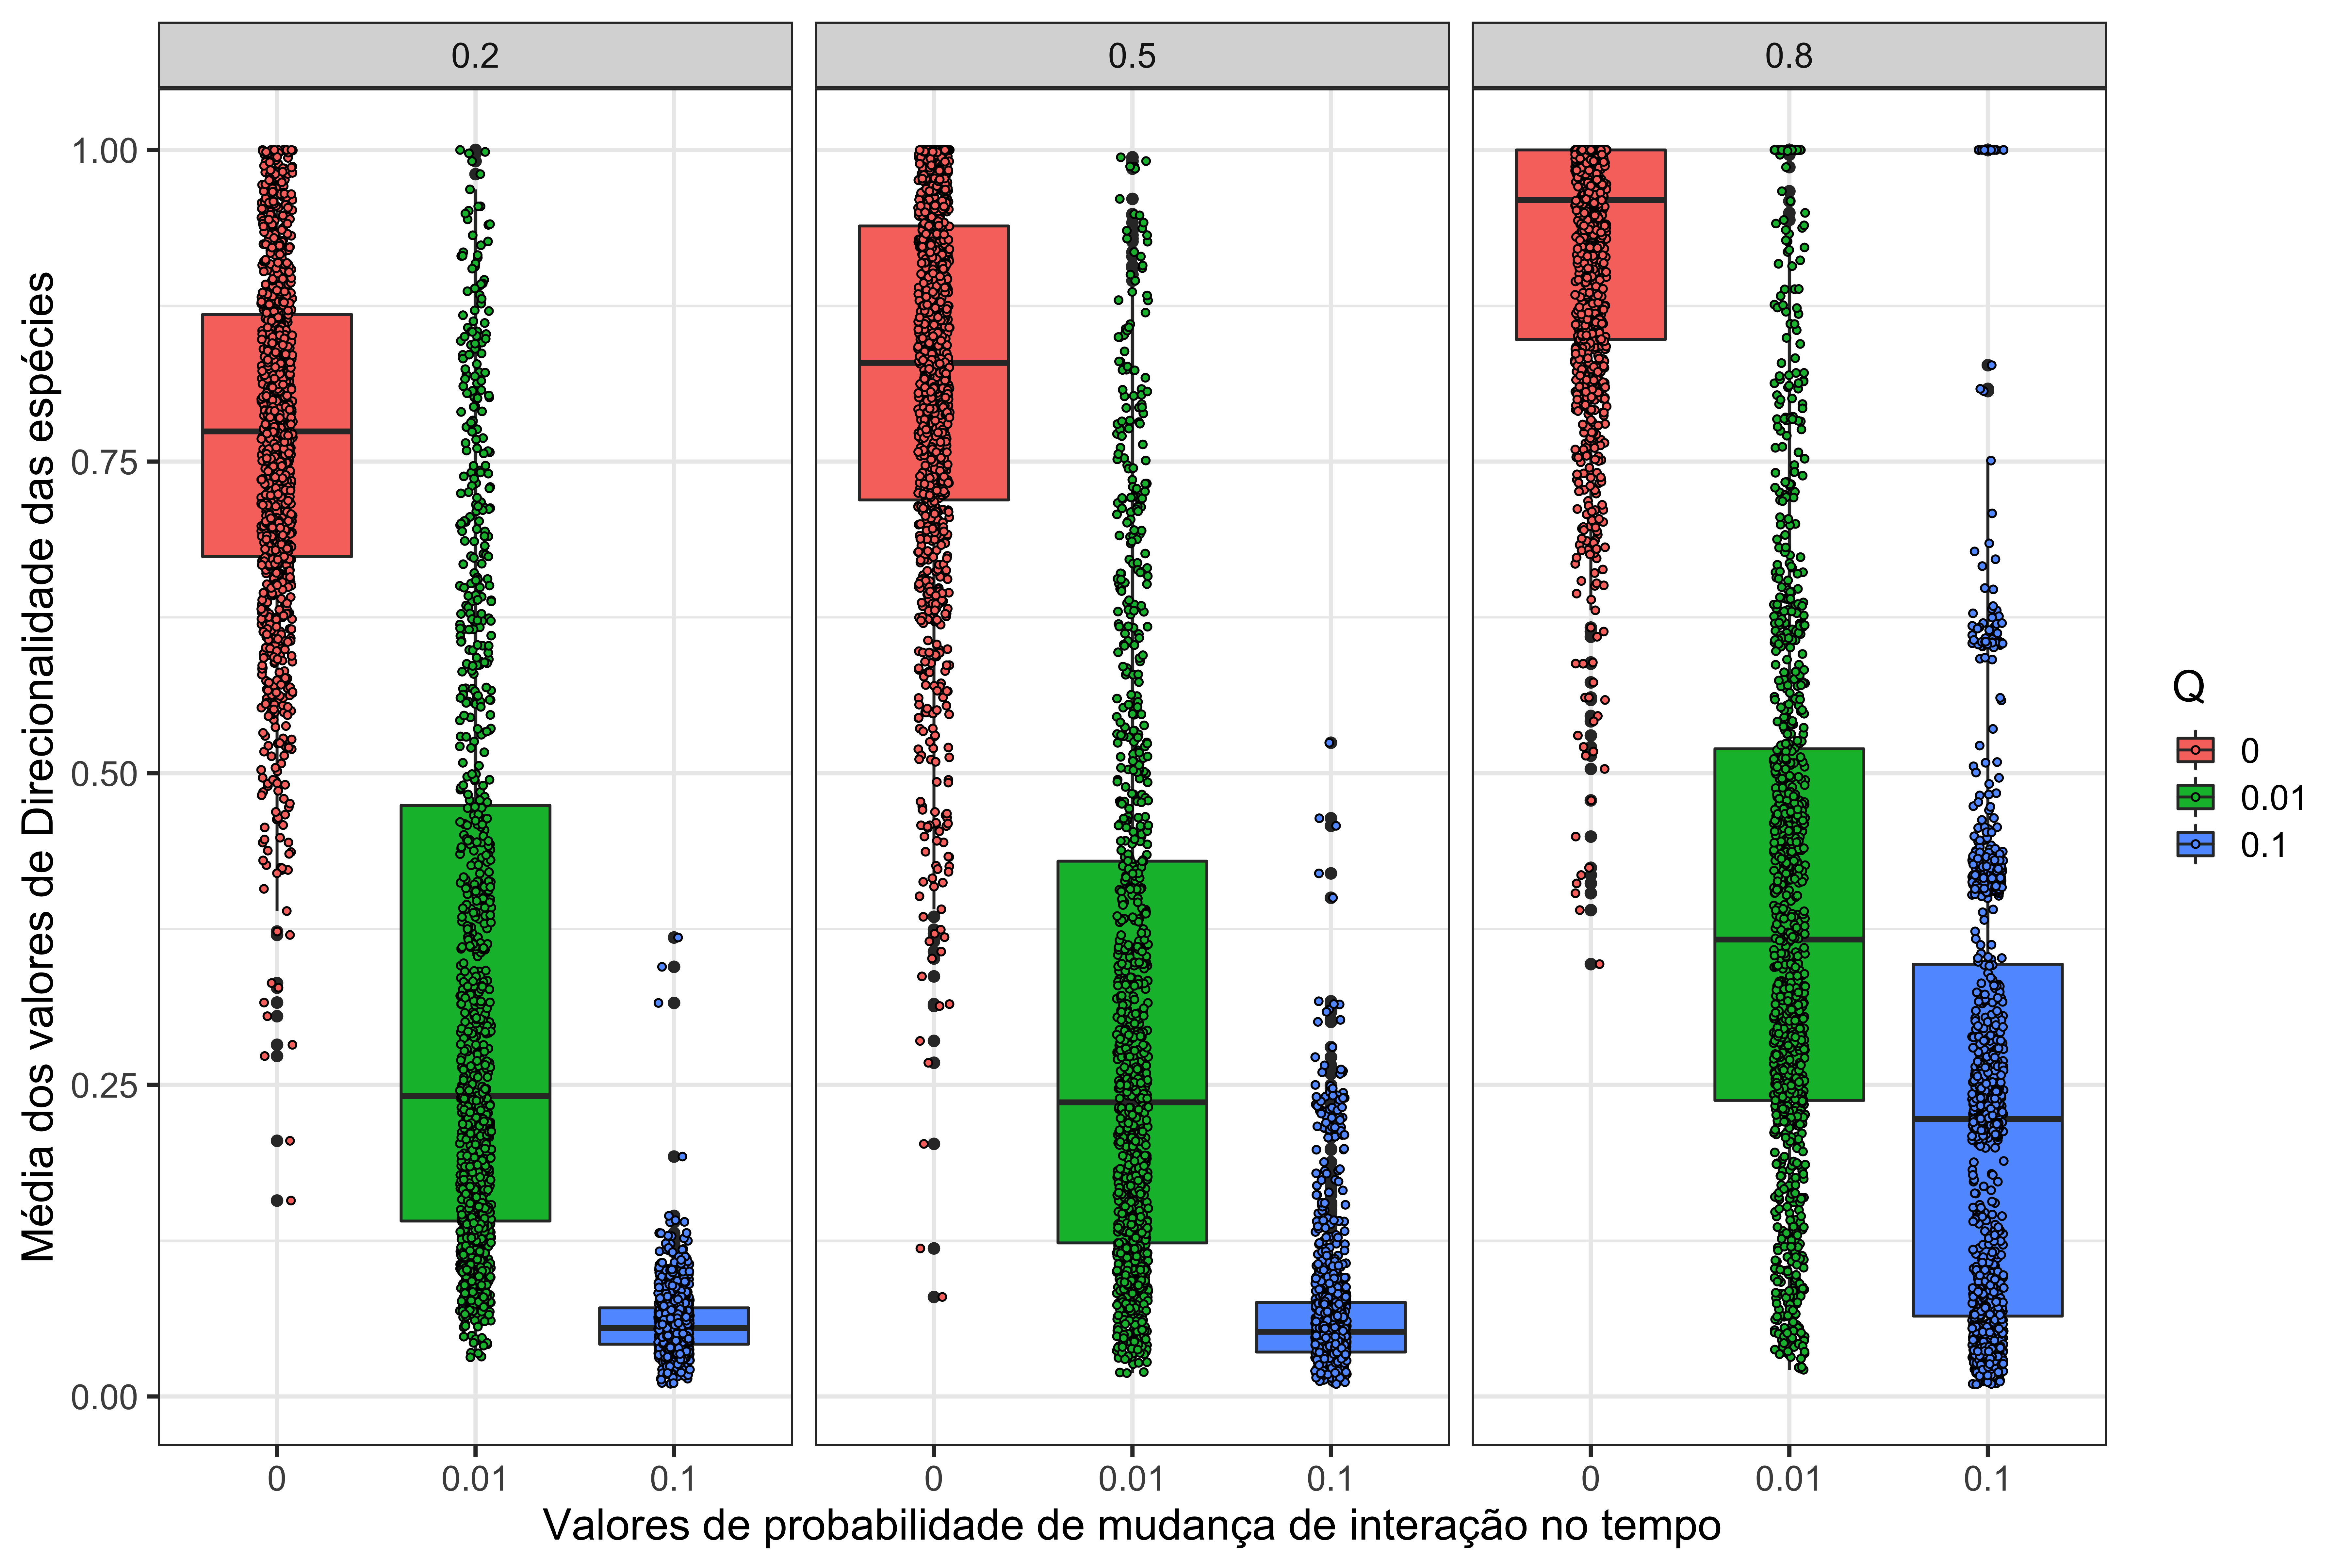 0.2 0.5 0.8
Média dos valores de Direcionalidade das espécies
1.00
0.75
0.50
0.25
0.00
0 0.01 0.1 0 0.01 0.1 0 0.01 0.1
Valores de probabilidade de mudança de interação no tempo
Q
0
0.01
0.1